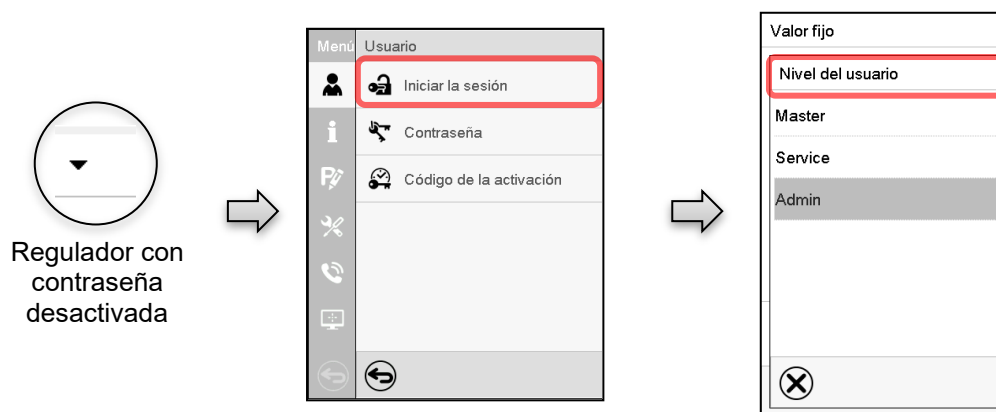 Regulador con
contraseña
desactivada
Menú
Usuario
Iniciar la sesión
Contraseña
Código de la activación
Valor fijo
Nivel del usuario
Master
Service
Admin